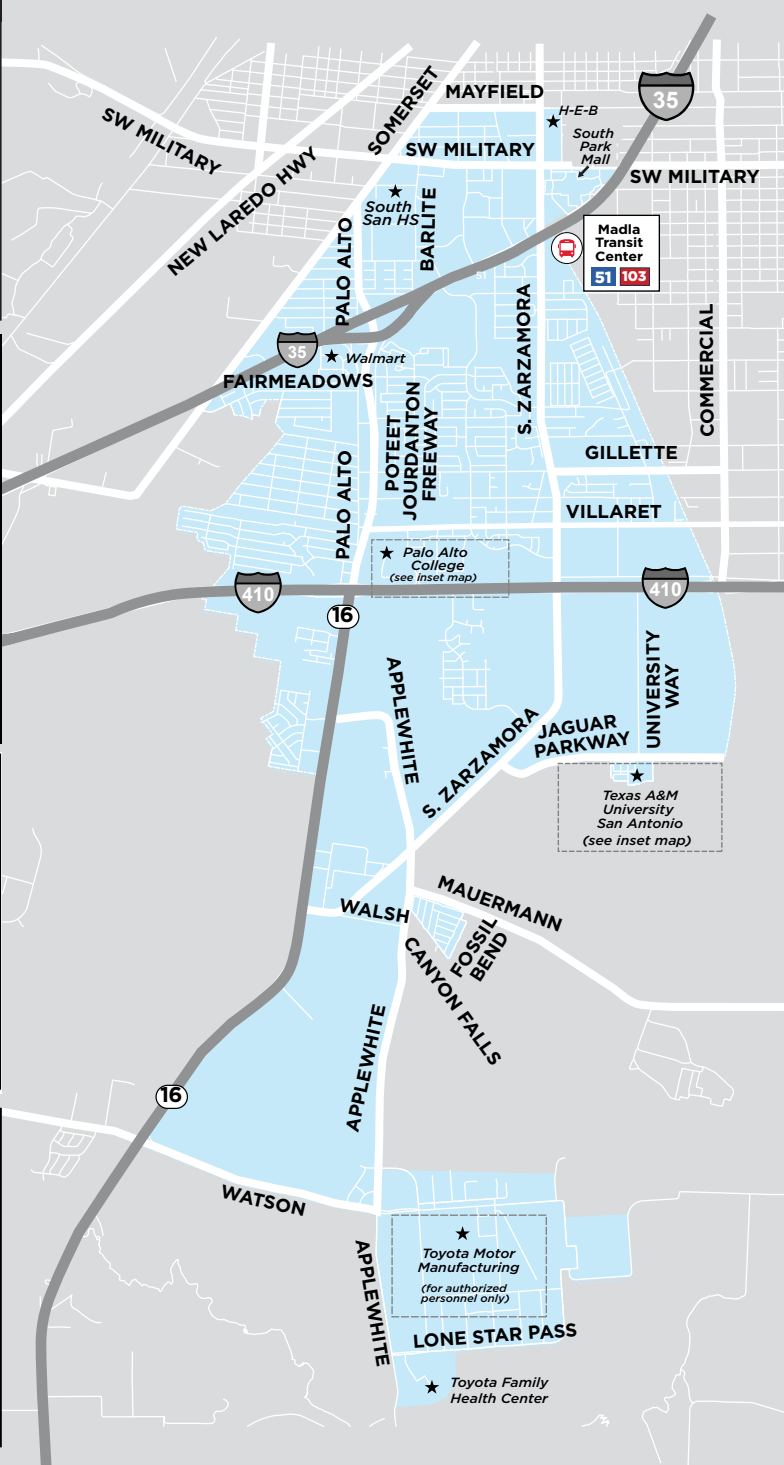 SOMERSET
MAYFIELD
35
H-E-B
SW MILITARY
South
Park
Mall
SW MILITARY
SW MILITARY
NEW LAREDO HWY
South
San HS
BARLITE
PALO ALTO
Madla
Transit
Center
51 103
51
S. ZARZAMORA
COMMERCIAL
35
Walmart
FAIRMEADOWS
POTEET
JOURDANTON
FREEWAY
GILLETTE
PALO ALTO
VILLARET
Palo Alto
College
(see inset map)
410
410
16
UNIVERSITY
WAY
APPLEWHITE
S. ZARZAMORA
JAGUAR
PARKWAY
Texas A&M
University
San Antonio
(see inset map)
WALSH
MAUERMANN
FOSSIL
BEND
CANYON FALLS
APPLEWHITE
16
WATSON
Toyota Motor
Manufacturing
(for authorized
personnel only)
APPLEWHITE
LONE STAR PASS
Toyota Family
Health Center